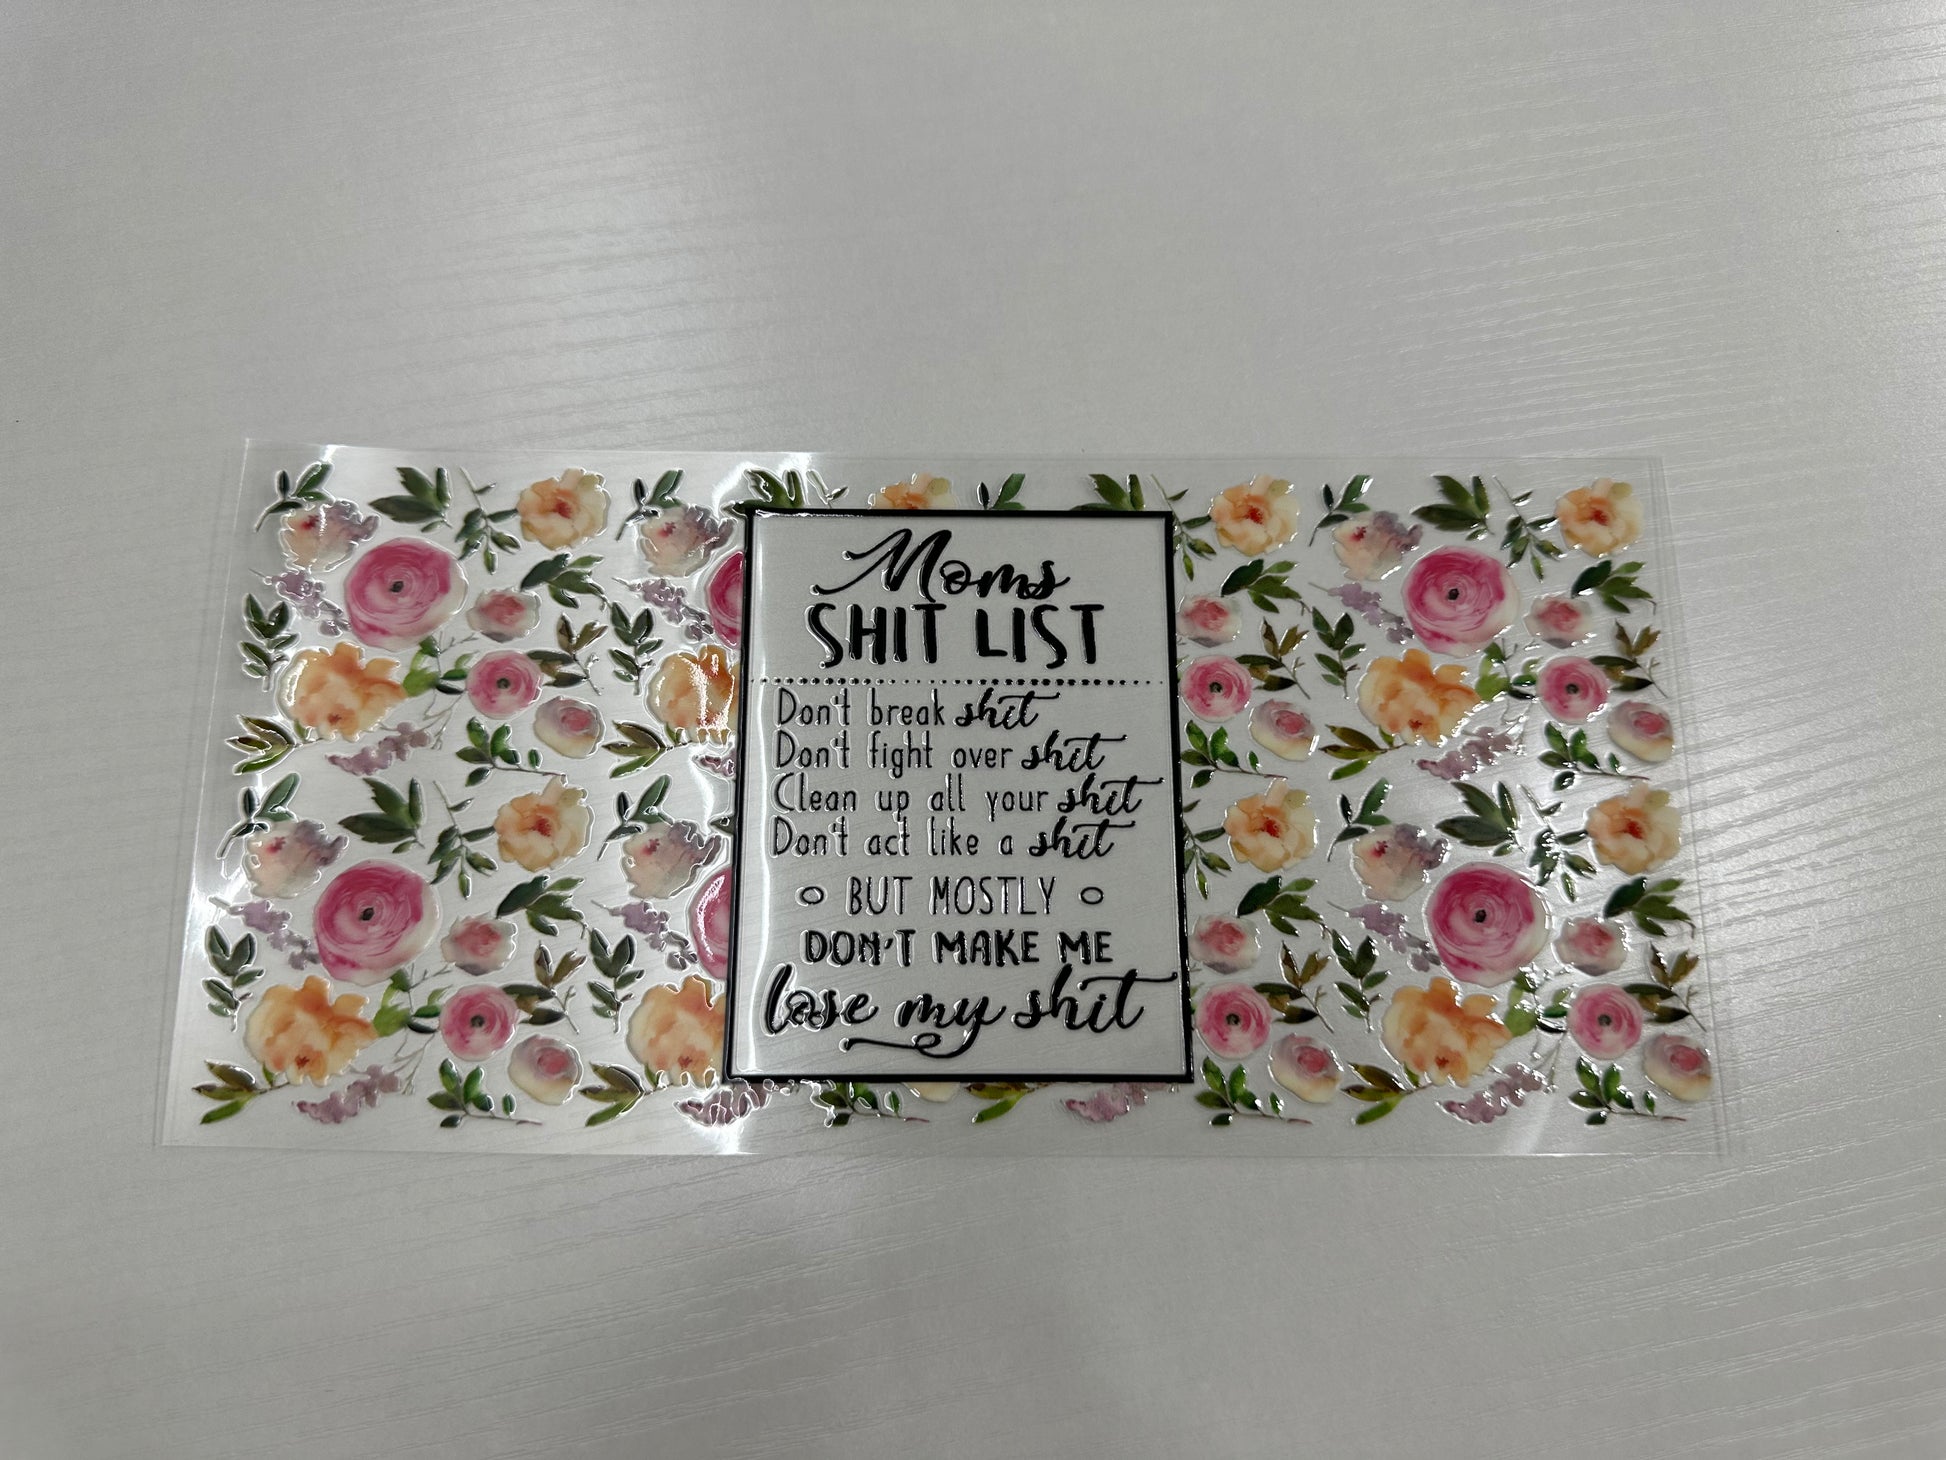 Moms
SHIT LIST
Don't break shit
Don't fight over shit
Clean up all your shit
Don't act like a shit
BUT MOSTLY
DON'T MAKE ME
lose my shit